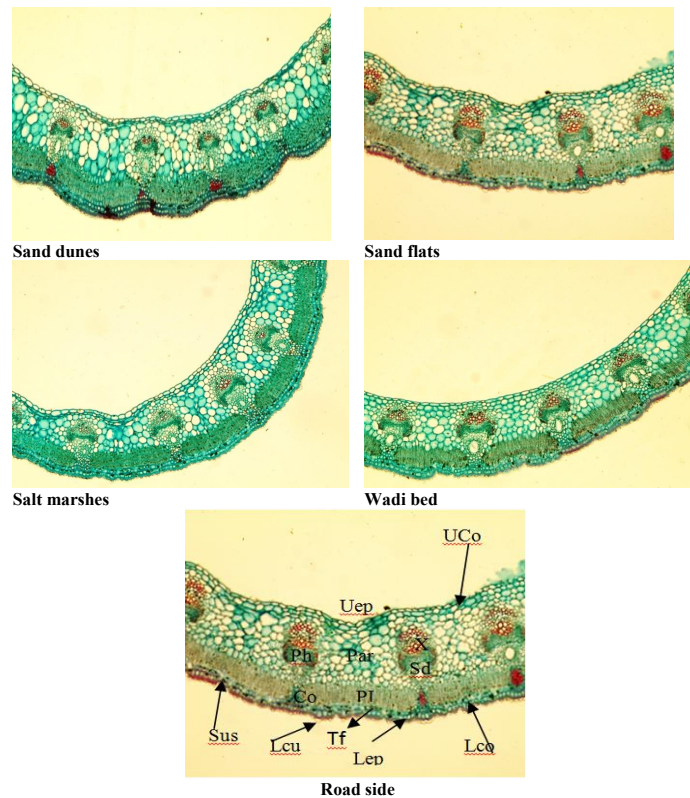 Sand dunes
Sand flats
Salt marshes
Wadi bed
UCo
Uep
X
Ph
Par
Sd
Co
PI
Sus
Lcu
Tf
Lep
Lco
Road side